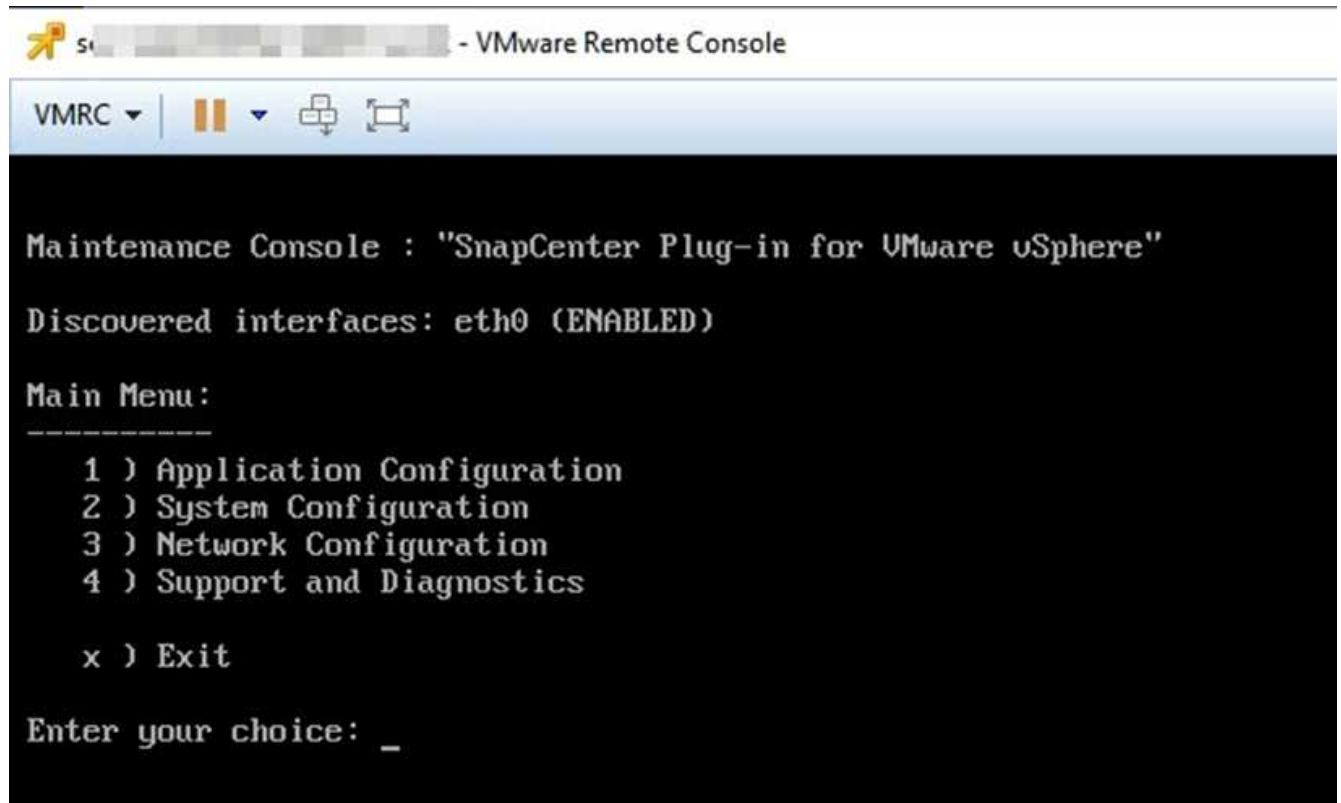 - VMware Remote Console
VMRC
Maintenance Console : "SnapCenter Plug-in for VMware vSphere"
Discovered interfaces: eth0 (ENABLED)
Main Menu:
----------
1 ) Application Configuration
2 ) System Configuration
3 ) Network Configuration
4 ) Support and Diagnostics
x ) Exit
Enter your choice: _